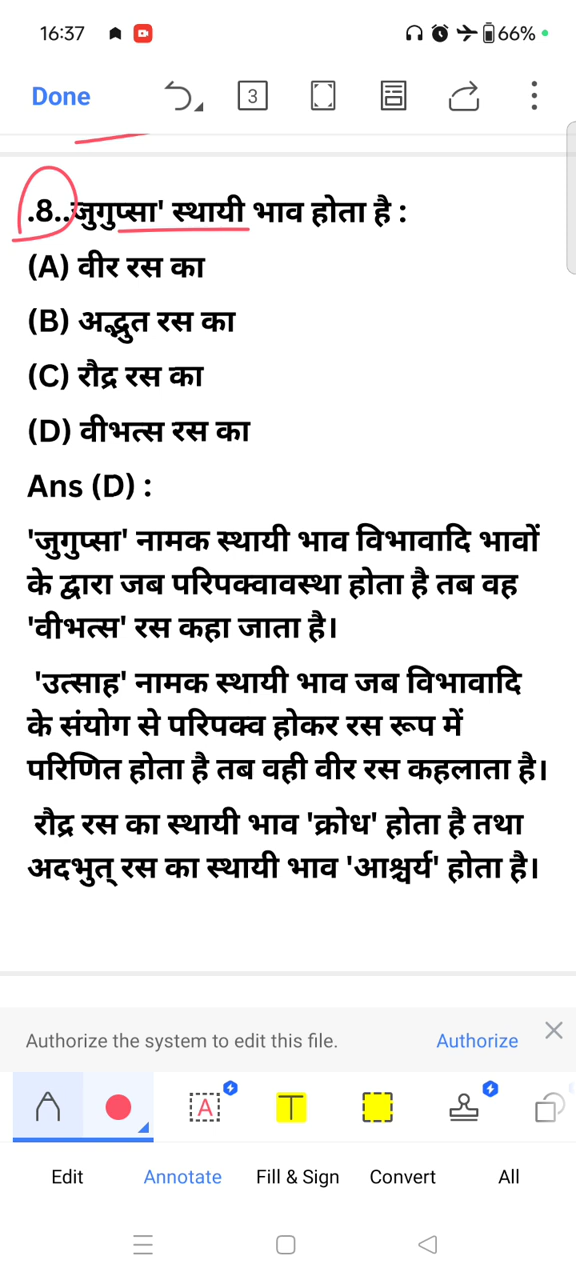 16:37
66%
Done
3
.8..जुगुप्सा' स्थायी भाव होता है :
(A) वीर रस का
(B) अद्भुत रस का
(C) रौद्र रस का
(D) वीभत्स रस का
Ans (D) :
'जुगुप्सा' नामक स्थायी भाव विभावादि भावों
के द्वारा जब परिपक्वावस्था होता है तब वह
'वीभत्स' रस कहा जाता है।
'उत्साह' नामक स्थायी भाव जब विभावादि
के संयोग से परिपक्व होकर रस रूप में
परिणित होता है तब वही वीर रस कहलाता है।
रौद्र रस का स्थायी भाव 'क्रोध' होता है तथा
अदभुत् रस का स्थायी भाव 'आश्चर्य' होता है।
Authorize the system to edit this file.
Authorize
A
T
Edit
Annotate
Fill & Sign
Convert
All